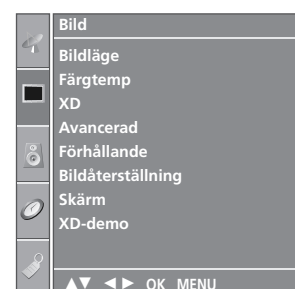 Bild
Bildläge
Färgtemp
XD
Avancerad
Förhållande
Bildåterställning
Skärm
XD-demo
▲▼ ◄► OK MENU